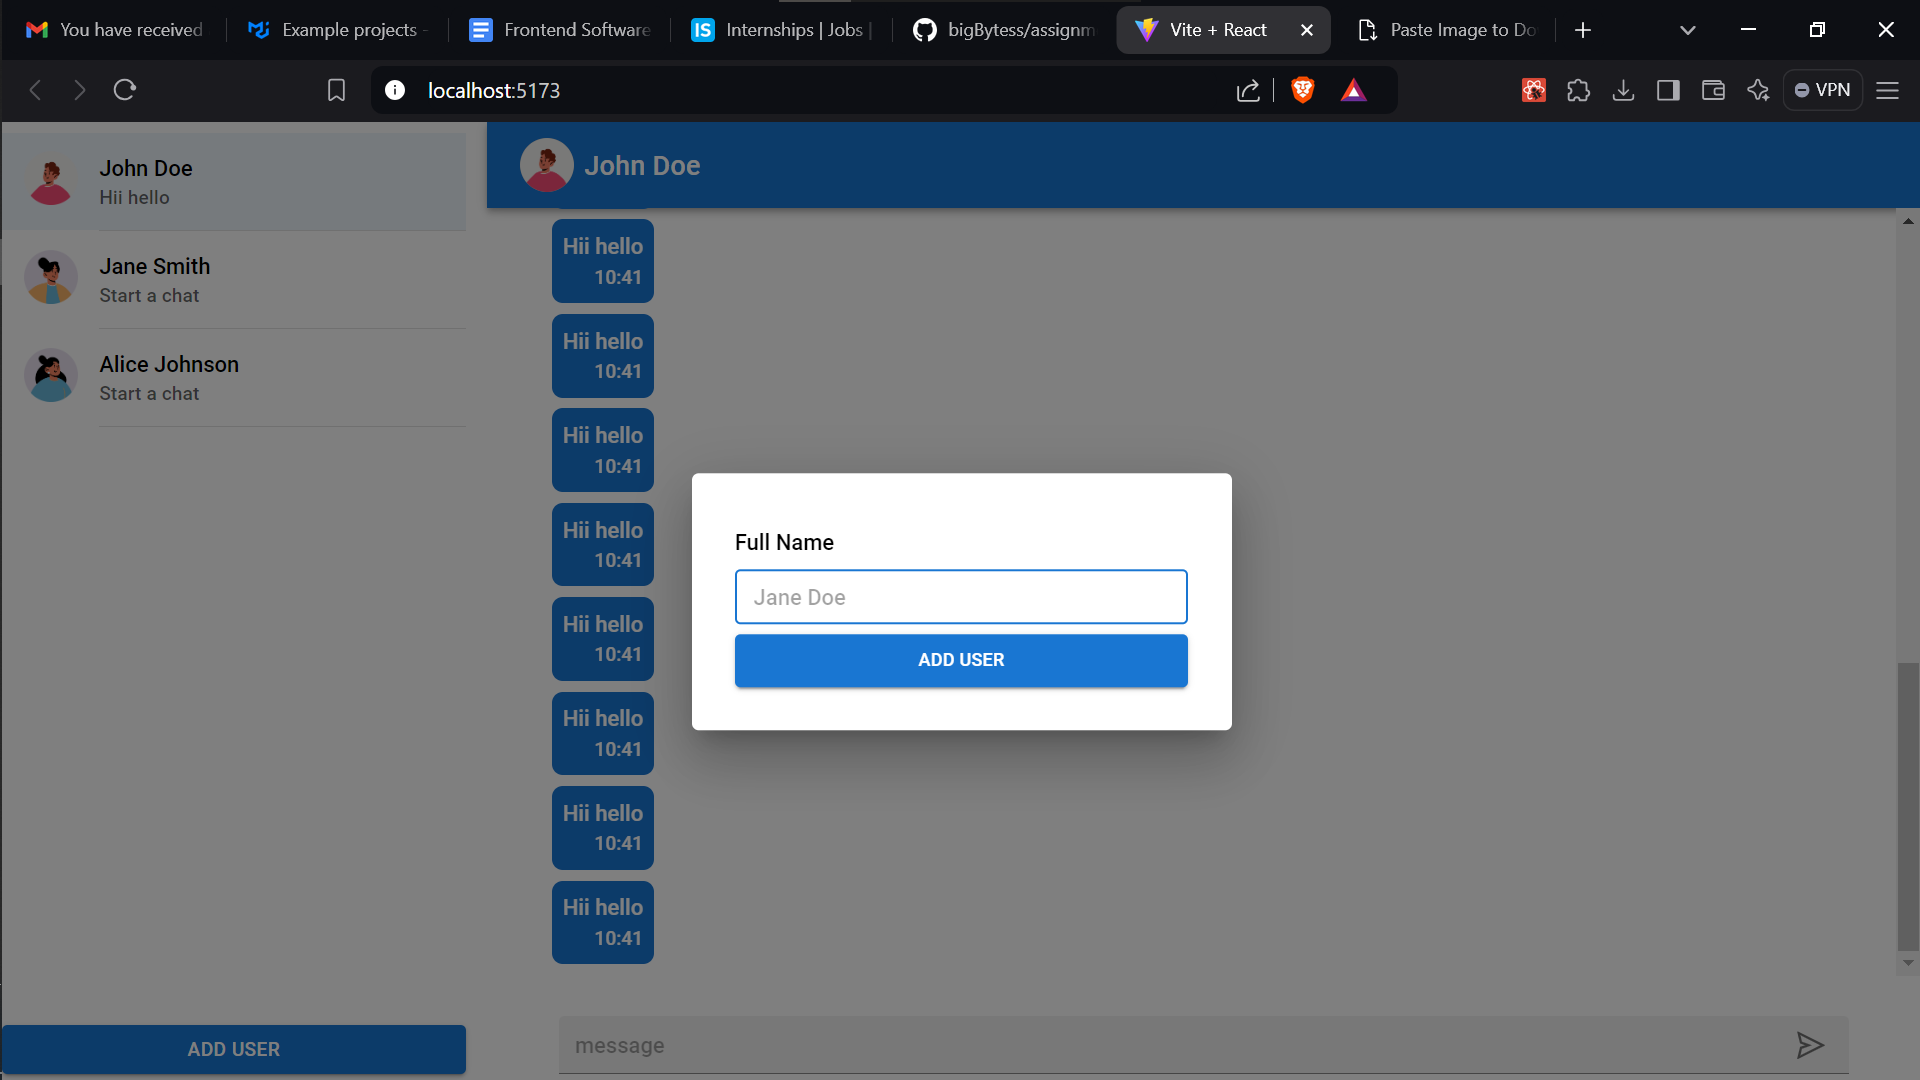 You have received
Example projects -
Frontend Software
IS Internships | Jobs |
bigBytess/assignm
Vite + React
Paste Image to Do
localhost:5173
VPN
John Doe
Hii hello
Jane Smith
Start a chat
Alice Johnson
Start a chat
ADD USER
John Doe
Hii hello
10:41
Hii hello
10:41
Hii hello
10:41
Hii hello
10:41
Hii hello
10:41
Hii hello
10:41
Hii hello
10:41
Hii hello
10:41
message
Full Name
Jane Doe
ADD USER